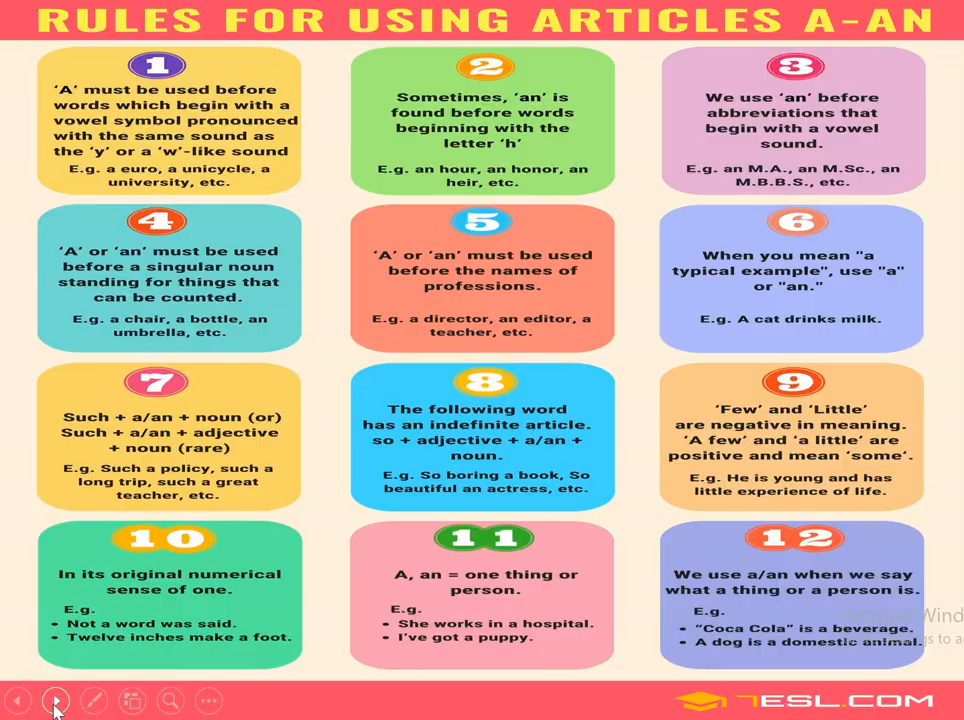 RULES FOR USING ARTICLES A-AN
1
‘A’ must be used before
words which begin with a
vowel symbol pronounced
with the same sound as
the ‘y’ or a ‘w’-like sound
E.g. a euro, a unicycle, a
university, etc.
2
Sometimes, ‘an’ is
found before words
beginning with the
letter ‘h’
E.g. an hour, an honor, an
heir, etc.
3
We use ‘an’ before
abbreviations that
begin with a vowel
sound.
E.g. an M.A., an M.Sc., an
M.B.B.S., etc.
4
‘A’ or ‘an’ must be used
before a singular noun
standing for things that
can be counted.
E.g. a chair, a bottle, an
umbrella, etc.
5
‘A’ or ‘an’ must be used
before the names of
professions.
E.g. a director, an editor, a
teacher, etc.
6
When you mean "a
typical example", use "a"
or "an."
E.g. A cat drinks milk.
7
Such + a/an + noun (or)
Such + a/an + adjective
+ noun (rare)
E.g. Such a policy, such a
long trip, such a great
teacher, etc.
8
The following word
has an indefinite article.
so + adjective + a/an +
noun.
E.g. So boring a book, So
beautiful an actress, etc.
9
‘Few’ and ‘Little’
are negative in meaning.
‘A few’ and ‘a little’ are
positive and mean ‘some‘.
E.g. He is young and has
little experience of life.
10
In its original numerical
sense of one.
E.g.
• Not a word was said.
• Twelve inches make a foot.
11
A, an = one thing or
person.
E.g.
• She works in a hospital.
• I’ve got a puppy.
12
We use a/an when we say
what a thing or a person is.
E.g.
• “Coca Cola” is a beverage.
• A dog is a domestic animal.
7ESL.COM